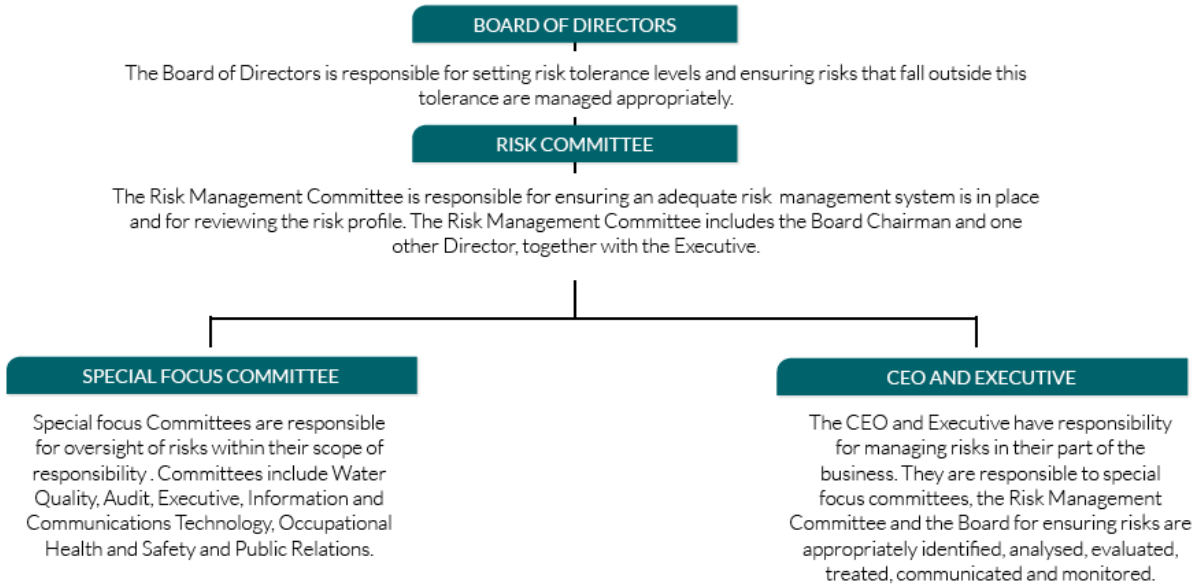 BOARD OF DIRECTORS
The Board of Directors is responsible for setting risk tolerance levels and ensuring risks that fall outside this
tolerance are managed appropriately.
RISK COMMITTEE
The Risk Management Committee is responsible for ensuring an adequate risk management system is in place
and for reviewing the risk profile. The Risk Management Committee includes the Board Chairman and one
other Director, together with the Executive.
SPECIAL FOCUS COMMITTEE
Special focus Committees are responsible
for oversight of risks within their scope of
responsibility . Committees include Water
Quality, Audit, Executive, Information and
Communications Technology, Occupational
Health and Safety and Public Relations.
CEO AND EXECUTIVE
The CEO and Executive have responsibility
for managing risks in their part of the
business. They are responsible to special
focus committees, the Risk Management
Committee and the Board for ensuring risks are
appropriately identified, analysed, evaluated,
treated, communicated and monitored.